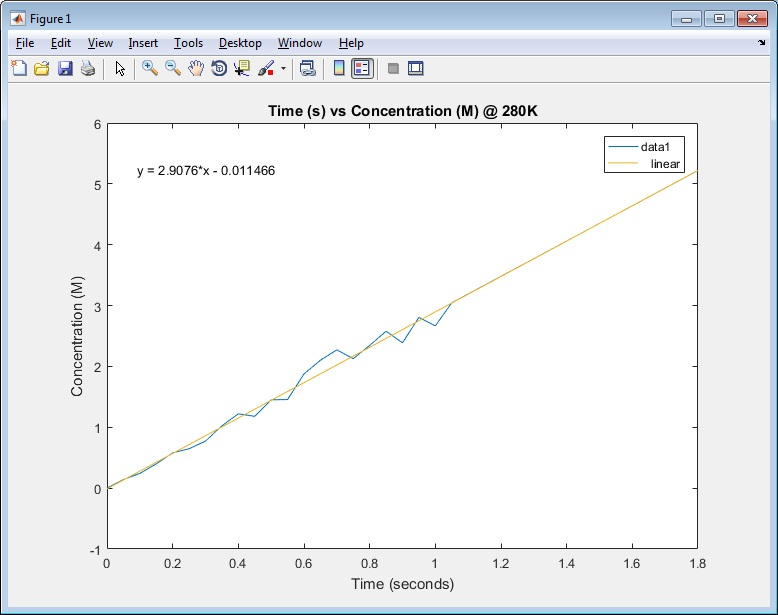 Figure 1
File Edit View Insert Tools Desktop Window Help
Time (s) vs Concentration (M) @ 280K
y = 2.9076*x - 0.011466
data1
linear
Concentration (M)
6
5
4
3
2
1
0
-1
0 0.2 0.4 0.6 0.8 1 1.2 1.4 1.6 1.8
Time (seconds)